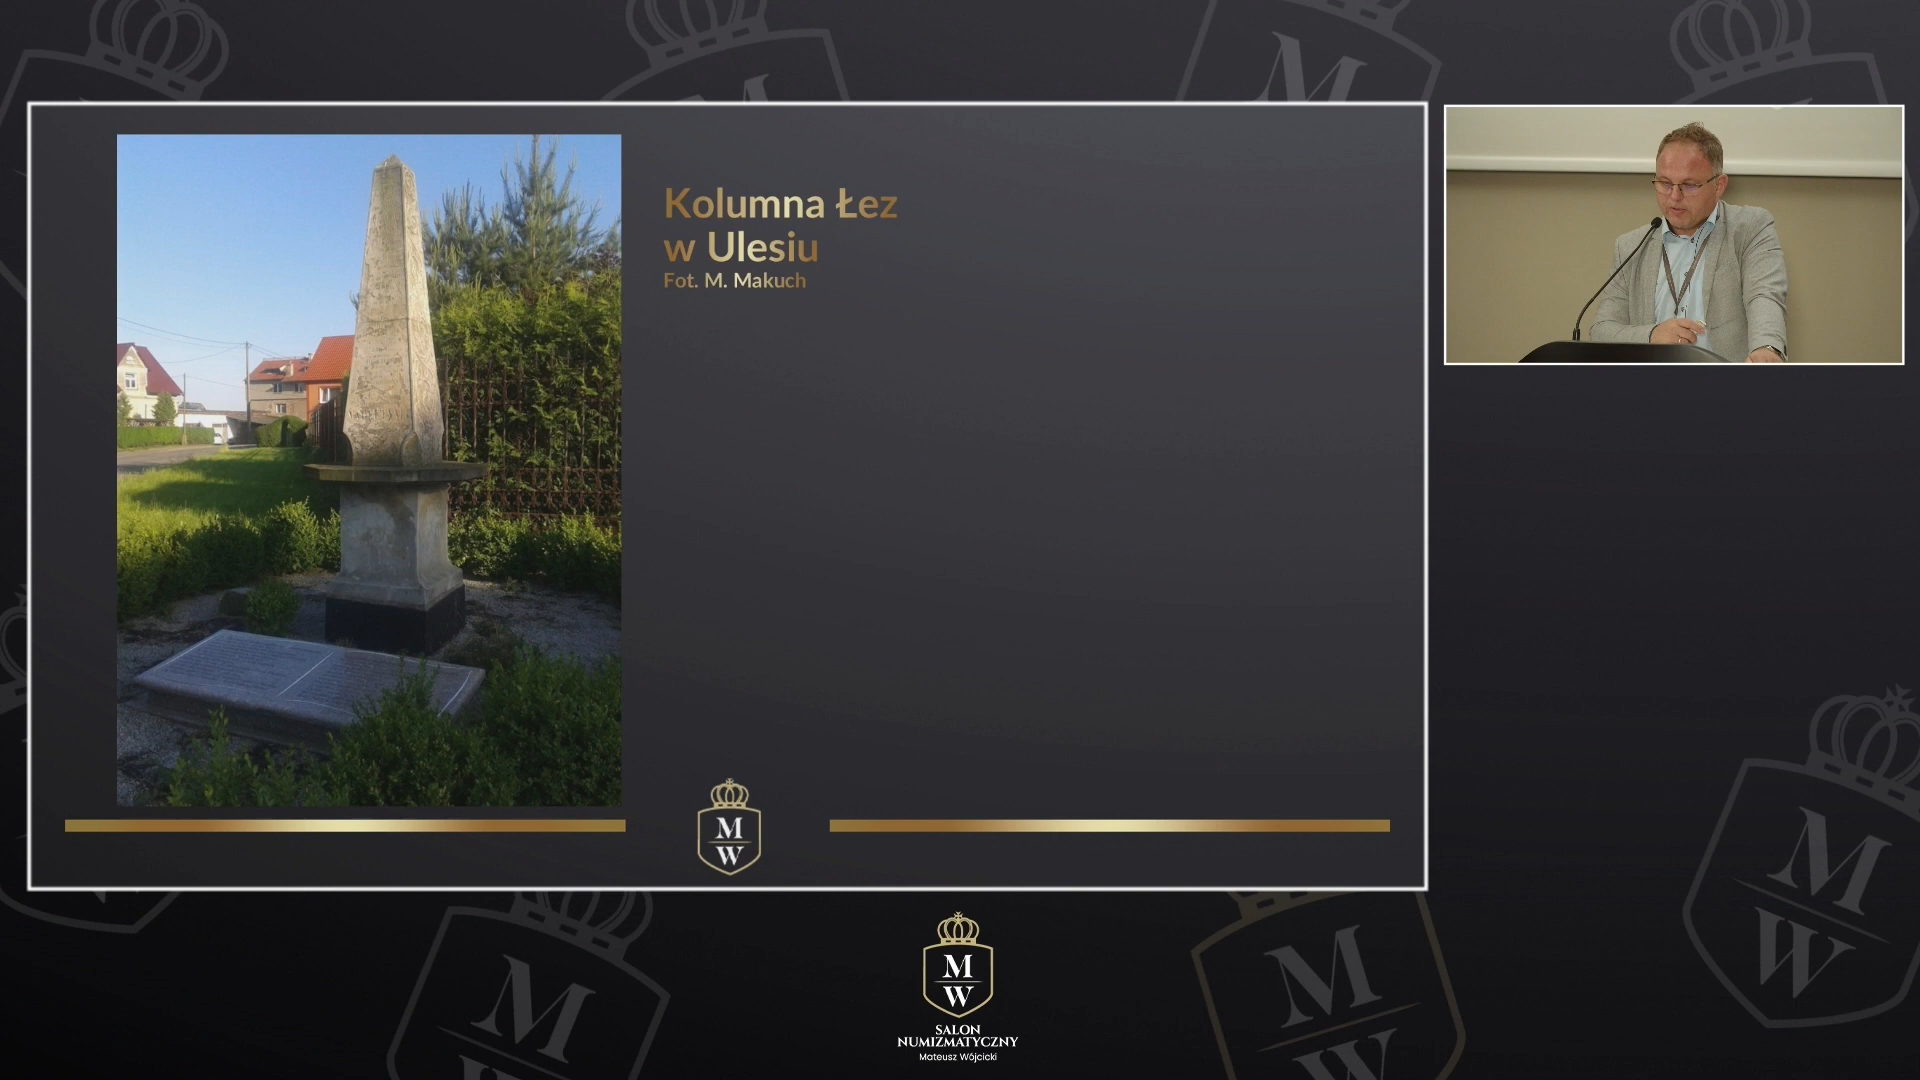 Kolumna Łez
w Ulesiu
Fot. M. Makuch
M
W
M
W
SALON
NUMIZMATYCZNY
Mateusz Wójcicki
M
M
W
M
W
M
W